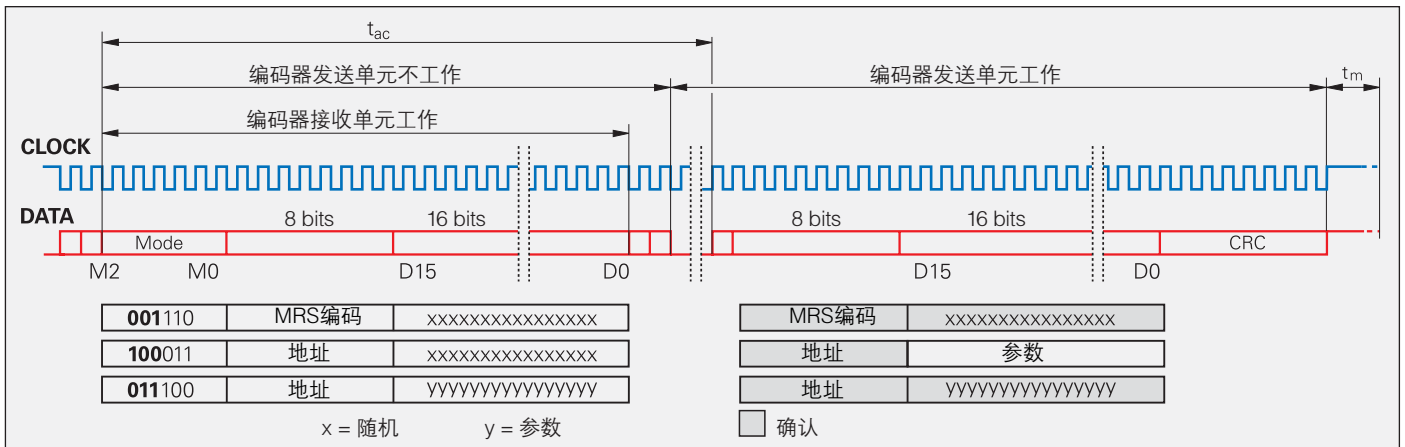 tac
编码器发送单元不工作 编码器发送单元工作 tm
编码器接收单元工作
CLOCK
DATA 8 bits 16 bits 8 bits 16 bits
Mode CRC
M2 M0 D15 D0 D15 D0
001110 MRS编码 xxxxxxxxxxxxxxxx MRS编码 xxxxxxxxxxxxxxxx
100011 地址 xxxxxxxxxxxxxxxx 地址 参数
011100 地址 yyyyyyyyyyyyyyyy 地址 yyyyyyyyyyyyyyyy
x = 随机 y = 参数 确认